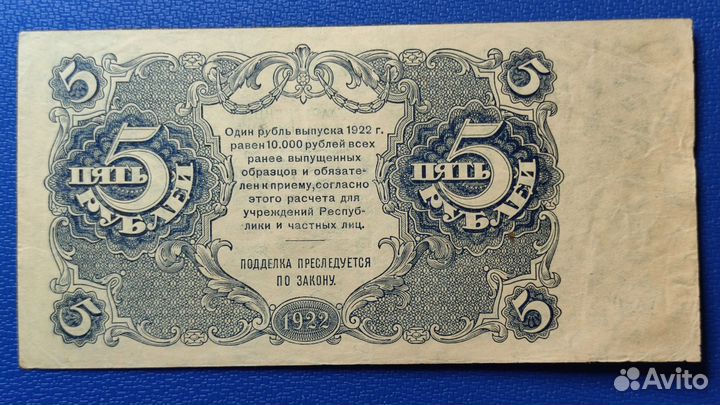 5
5
Один рубль выпуска 1922 г.
равен 10.000 рублей всех
ранее выпущенных
образцов и обязате-
лен к приему, согласно
этого расчета для
учреждений Респуб-
лики и частных лиц.
5
ПЯТЬ
РУБЛЕЙ
5
ПЯТЬ
РУБЛЕЙ
ПОДДЕЛКА ПРЕСЛЕДУЕТСЯ
ПО ЗАКОНУ.
5
1922
5
Avito